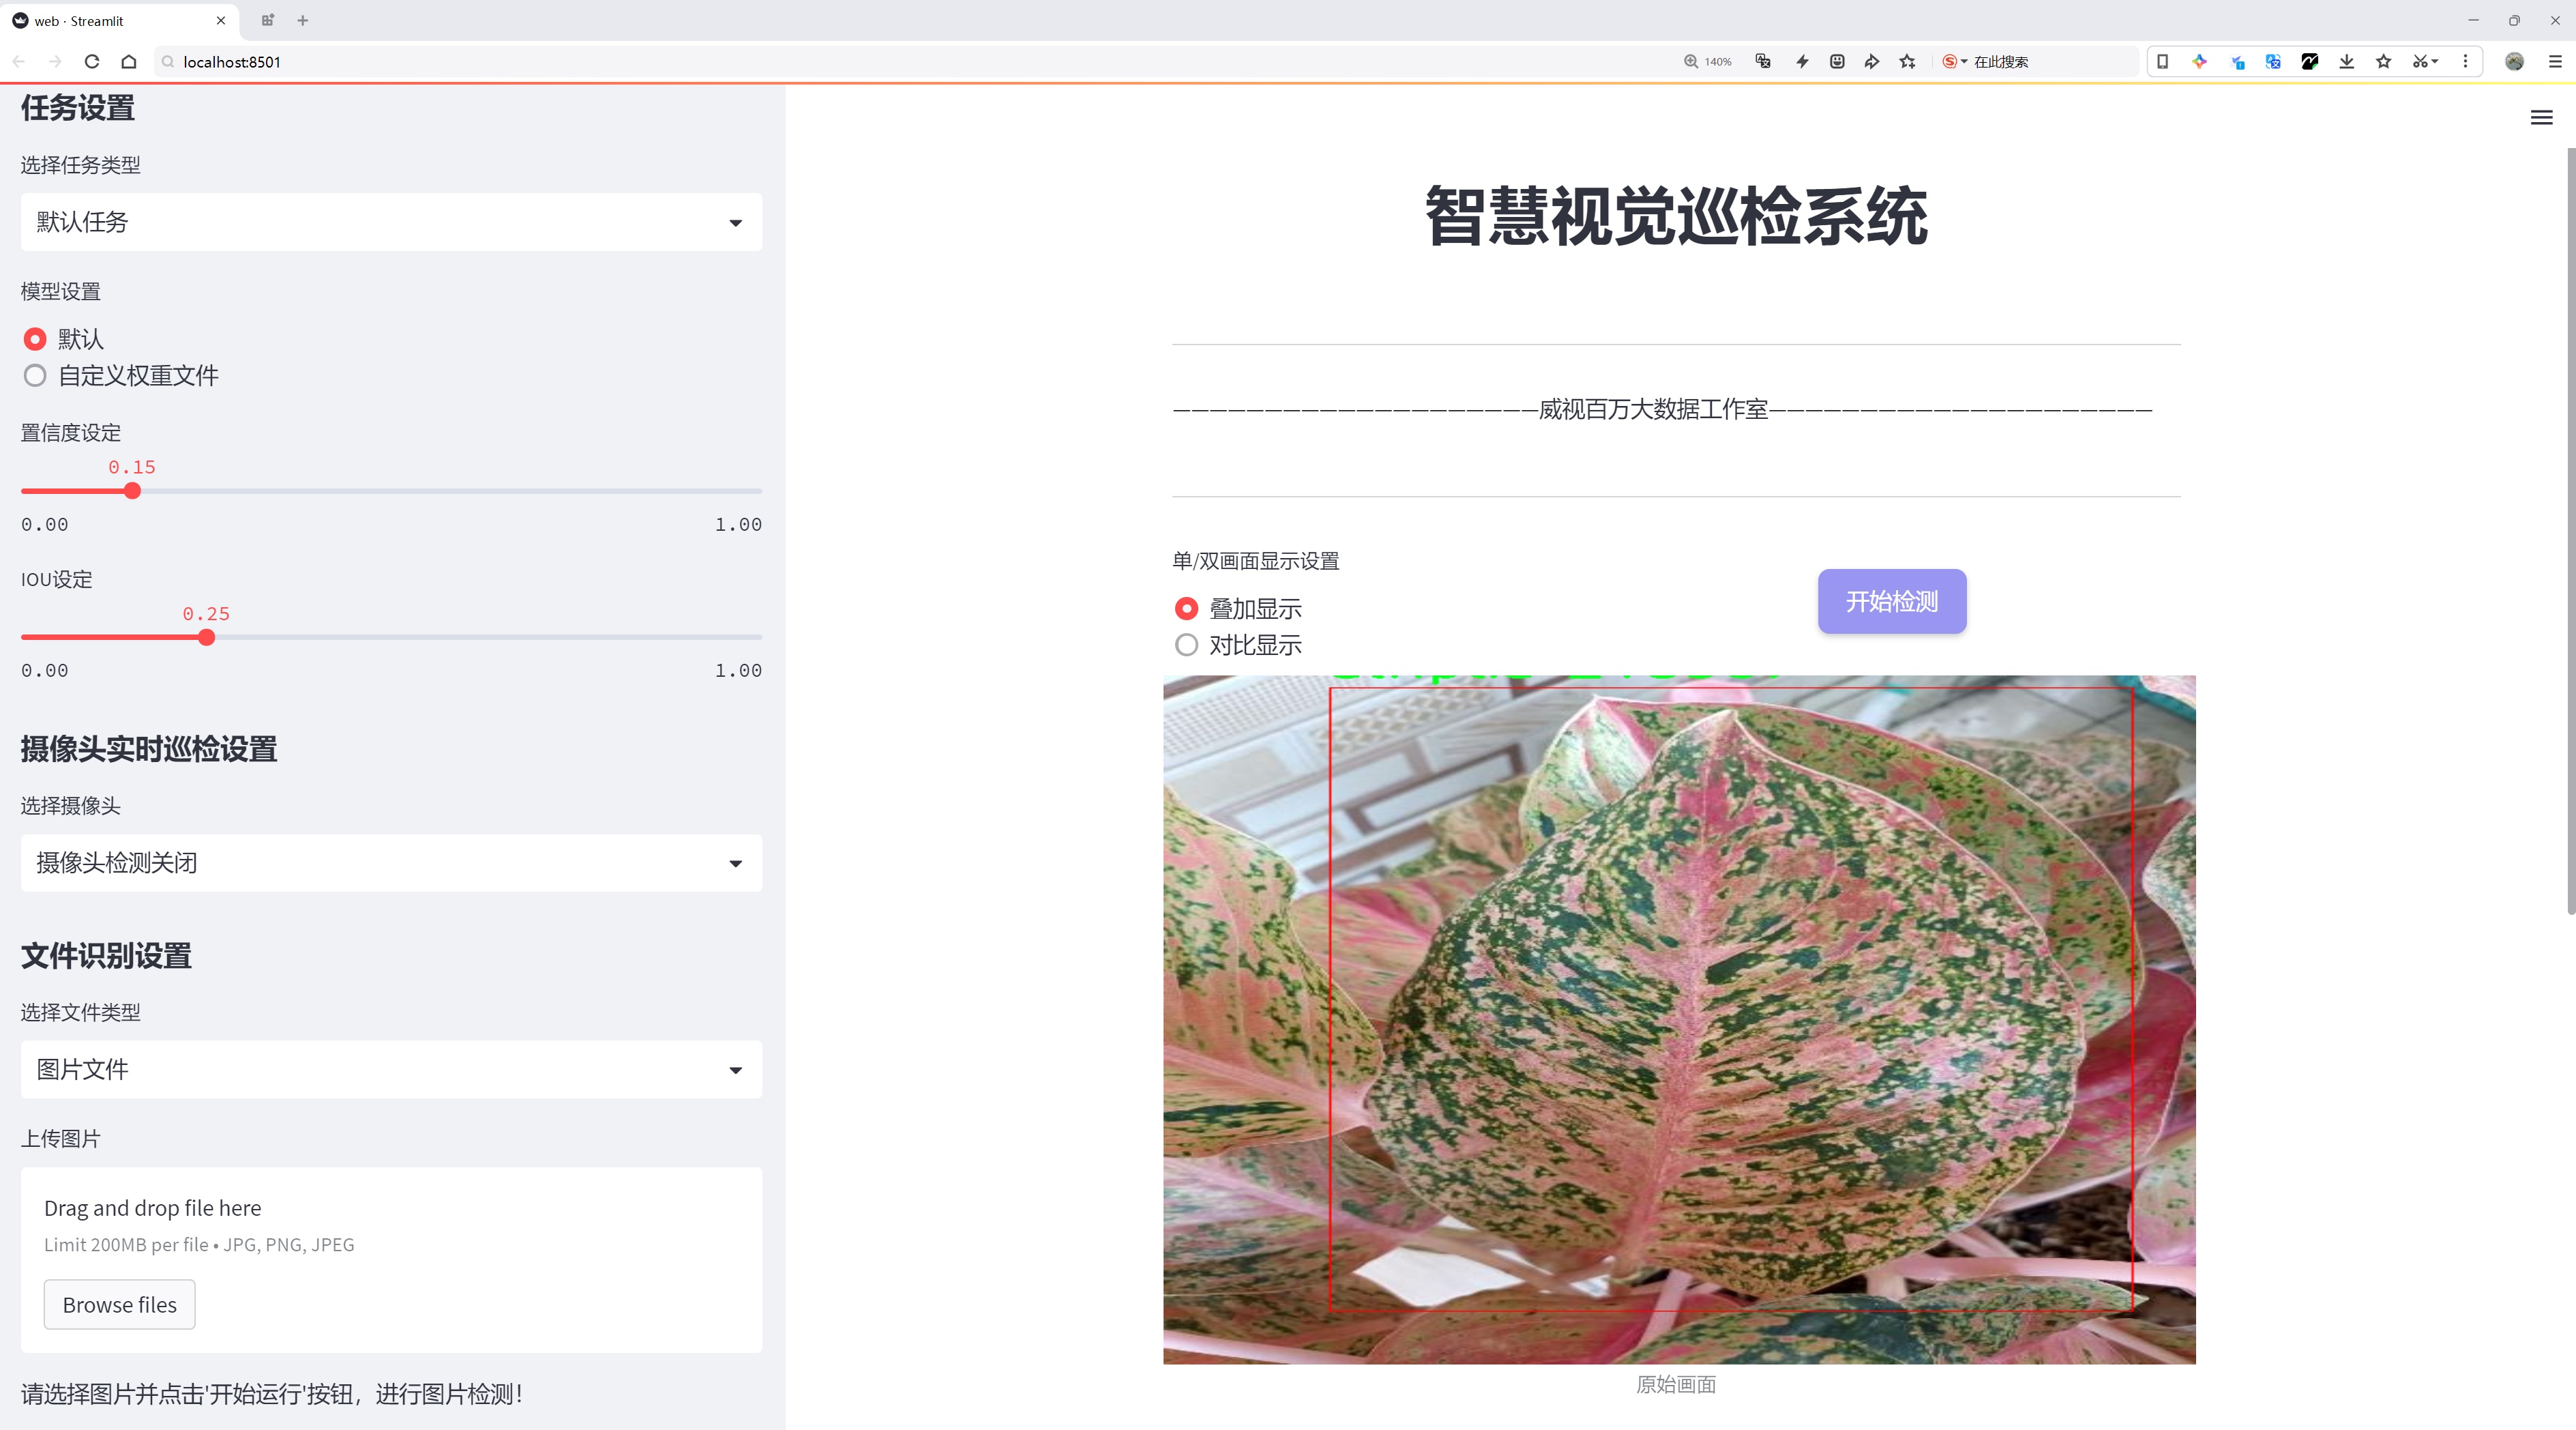 web · Streamlit
localhost:8501
140%
在此搜索
任务设置
选择任务类型
默认任务
模型设置
默认
自定义权重文件
置信度设定
0.15
0.00
1.00
IOU设定
0.25
0.00
1.00
摄像头实时巡检设置
选择摄像头
摄像头检测关闭
文件识别设置
选择文件类型
图片文件
上传图片
Drag and drop file here
Limit 200MB per file • JPG, PNG, JPEG
Browse files
请选择图片并点击'开始运行'按钮，进行图片检测！
智慧视觉巡检系统
————————————————————威视百万大数据工作室—————————————————————
单/双画面显示设置
叠加显示
对比显示
开始检测
原始画面